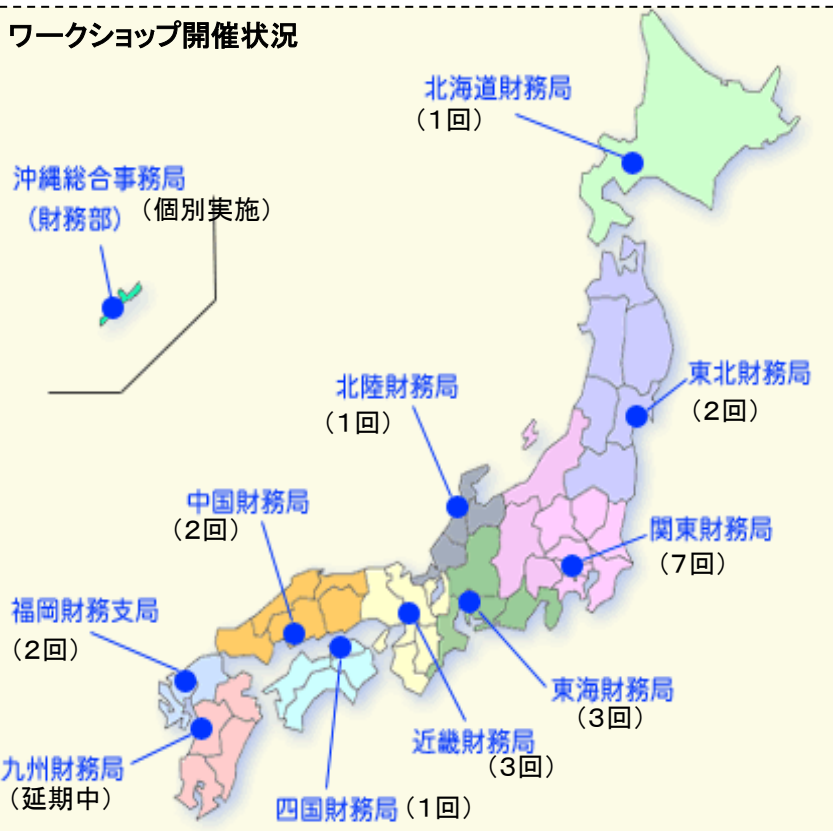 ワークショップ開催状況
北海道財務局
（１回）
沖縄総合事務局
（財務部）（個別実施）
東北財務局
（２回）
北陸財務局
（１回）
中国財務局
（２回）
関東財務局
（７回）
福岡財務支局
（２回）
東海財務局
（３回）
近畿財務局
（３回）
九州財務局
（延期中）
四国財務局（１回）